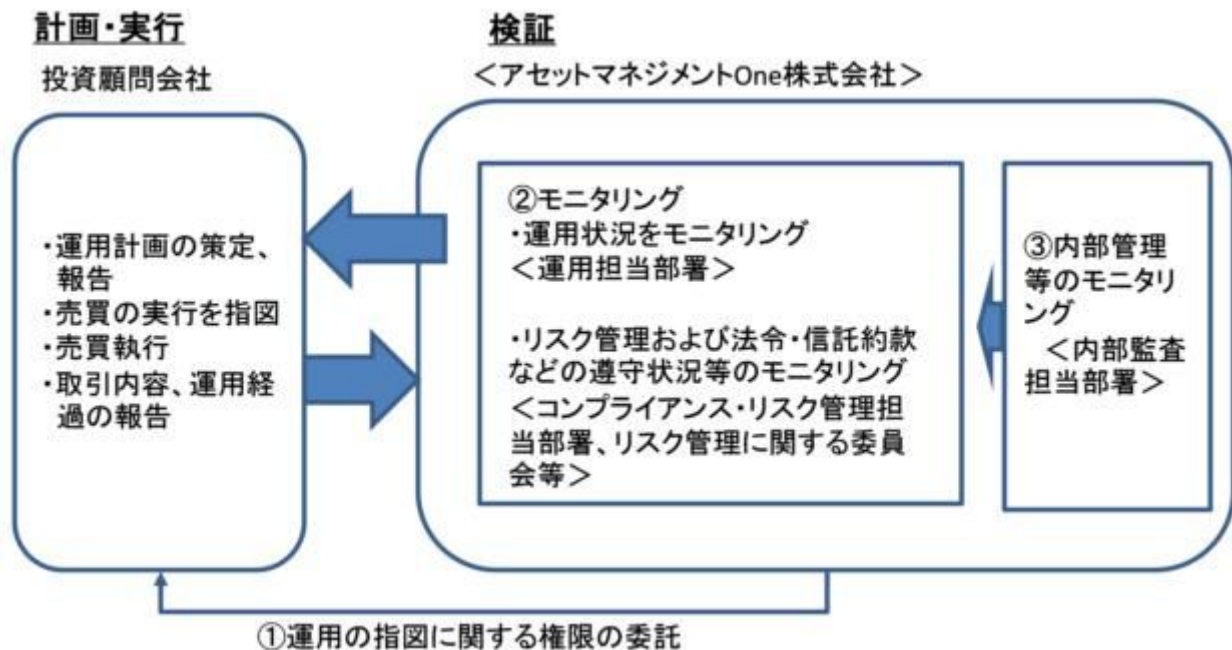 計画・実行
投資顧問会社
・運用計画の策定、
報告
・売買の実行を指図
・売買執行
・取引内容、運用経
過の報告
検証
＜アセットマネジメントOne株式会社＞
②モニタリング
・運用状況をモニタリング
＜運用担当部署＞
・リスク管理および法令・信託約款
などの遵守状況等のモニタリング
＜コンプライアンス・リスク管理担
当部署、リスク管理に関する委員
会等＞
③内部管理
等のモニタリ
ング
＜内部監査
担当部署＞
①運用の指図に関する権限の委託